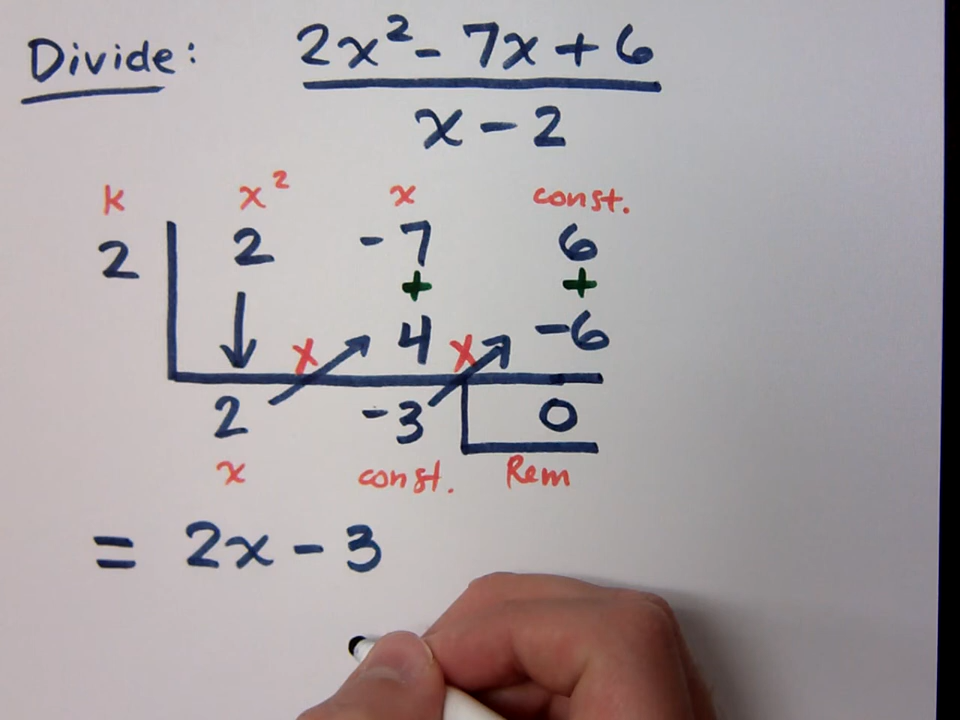 Divide: 2x² - 7x + 6
x - 2
k x² x const.
2 2 -7 6
+ +
x 4 x -6
2 -3 0
x const. Rem
= 2x - 3